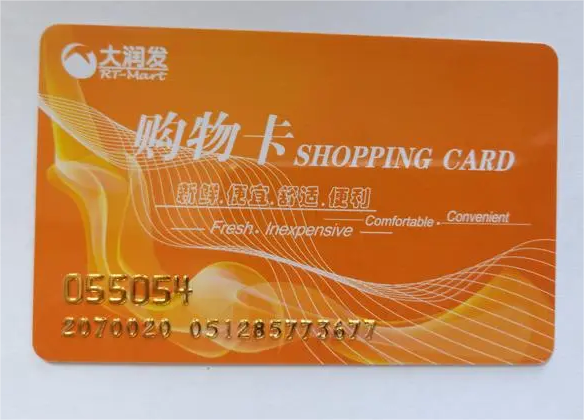 大润发
RT-Mart
购物卡 SHOPPING CARD
新鲜.便宜.舒适.便利
Fresh. Inexpensive Comfortable. Convenient
055054
2070020 051285773677